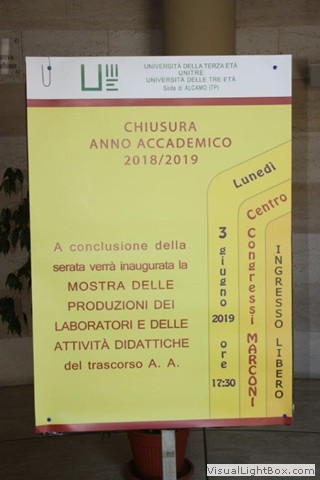 UNIVERSITÀ DELLA TERZA ETÀ
UNITRE
UNIVERSITÀ DELLE TRE ETÀ
Sede di ALCAMO (TP)
CHIUSURA
ANNO ACCADEMICO
2018/2019
A conclusione della
serata verrà inaugurata la
MOSTRA DELLE
PRODUZIONI DEI
LABORATORI E DELLE
ATTIVITÀ DIDATTICHE
del trascorso A. A.
Lunedì
3 giugno 2019 ore 17:30
Centro
Congressi MARCONI
INGRESSO LIBERO
VisualLightBox.com